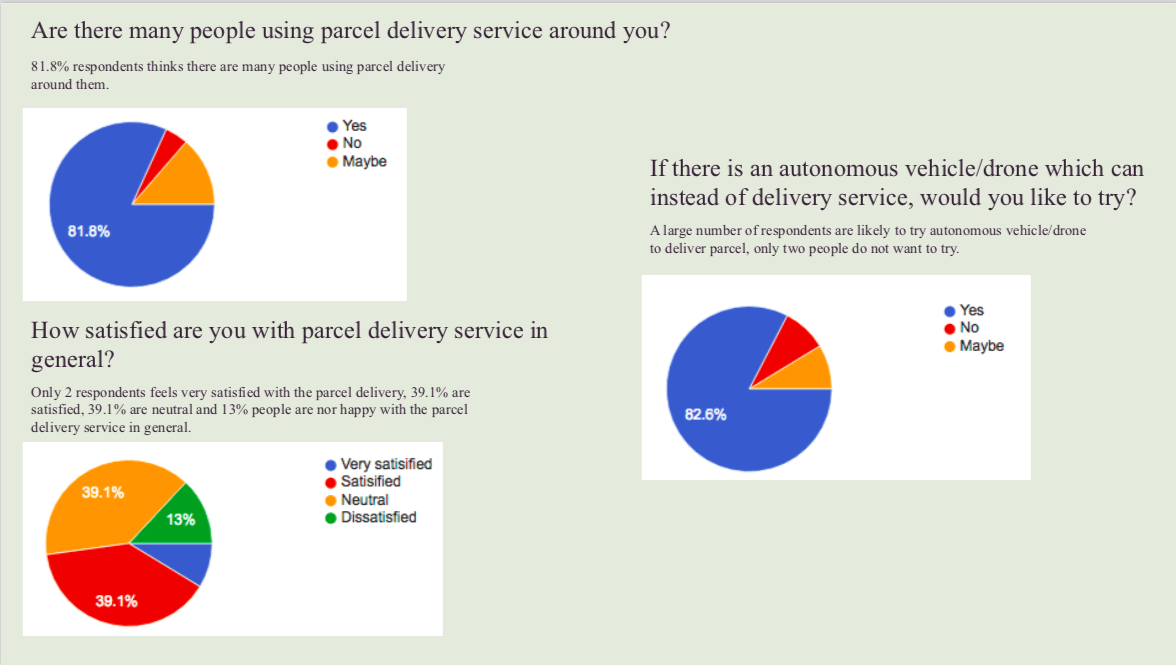 Are there many people using parcel delivery service around you?
81.8% respondents thinks there are many people using parcel delivery
around them.
Yes
No
Maybe
81.8%
How satisfied are you with parcel delivery service in
general?
Only 2 respondents feels very satisfied with the parcel delivery, 39.1% are
satisfied, 39.1% are neutral and 13% people are nor happy with the parcel
delivery service in general.
Very satisified
Satisified
Neutral
Dissatisfied
39.1%
13%
39.1%
If there is an autonomous vehicle/drone which can
instead of delivery service, would you like to try?
A large number of respondents are likely to try autonomous vehicle/drone
to deliver parcel, only two people do not want to try.
Yes
No
Maybe
82.6%